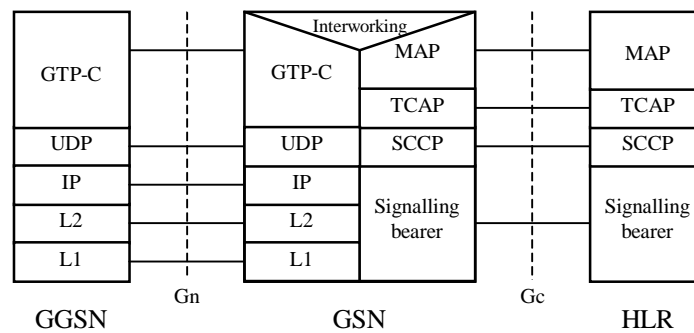 Interworking
GTP-C GTP-C MAP MAP
TCAP TCAP
UDP UDP SCCP SCCP
IP IP
L2 L2 Signalling Signalling
bearer bearer
L1 L1
Gn Gc
GGSN GSN HLR